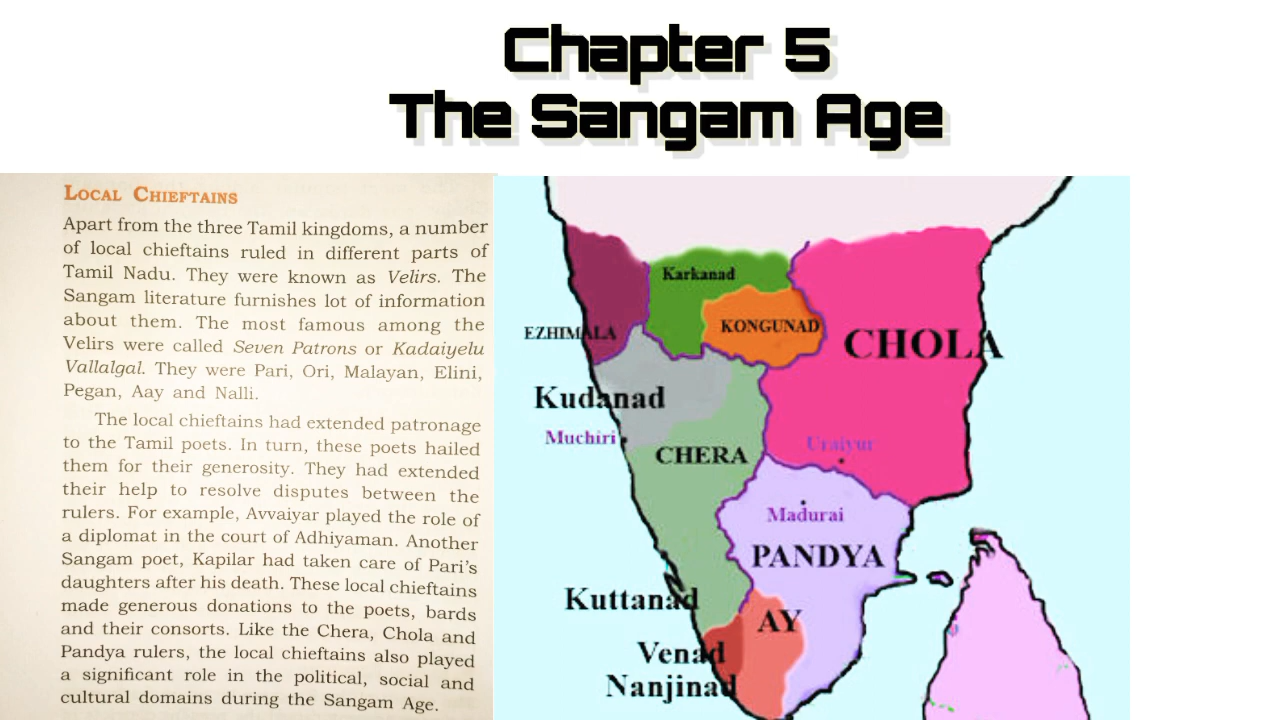 Chapter 5
The Sangam Age
LOCAL CHIEFTAINS
Apart from the three Tamil kingdoms, a number
of local chieftains ruled in different parts of
Tamil Nadu. They were known as Velirs. The
Sangam literature furnishes lot of information
about them. The most famous among the
Velirs were called Seven Patrons or Kadaiyelu
Vallalgal. They were Pari, Ori, Malayan, Elini,
Pegan, Aay and Nalli.
The local chieftains had extended patronage
to the Tamil poets. In turn, these poets hailed
them for their generosity. They had extended
their help to resolve disputes between the
rulers. For example, Avvaiyar played the role of
a diplomat in the court of Adhiyaman. Another
Sangam poet, Kapilar had taken care of Pari's
daughters after his death. These local chieftains
made generous donations to the poets, bards
and their consorts. Like the Chera, Chola and
Pandya rulers, the local chieftains also played
a significant role in the political, social and
cultural domains during the Sangam Age.
Karkanad
EZHIMALA
KONGUNAD
CHOLA
Kudanad
Muchiri
CHERA
Uraiyur
Madurai
PANDYA
Kuttanad
AY
Venad
Nanjinad